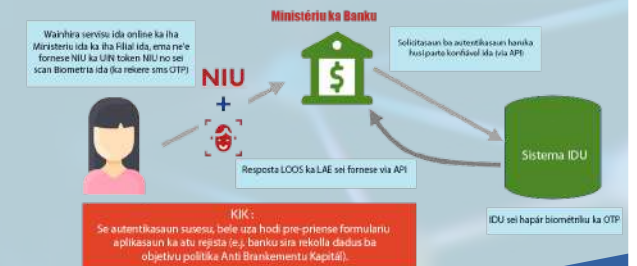 Ministériu ka Banku
Wainhira servisu ida online ka iha
Ministeriu ida ka iha Filial ida, ema ne'e
fornese NIU ka UIN token NIU no sei
scan Biometria ida (ka rekere sms OTP)
Solicitasaun ba autentikasaun haruka
husi parte konfiável ida (via API)
NIU
+
$
Sistema IDU
Resposta LOOS ka LAE sei fornese via API
IDU sei hapár biométriku ka OTP
KIK :
Se autentikasaun susesu, bele uza hodi pre-priense formulariu
aplikasaun ka atu rejista (e.j. banku sira rekolla dadus ba
objetivu politika Anti Brankementu Kapitál).